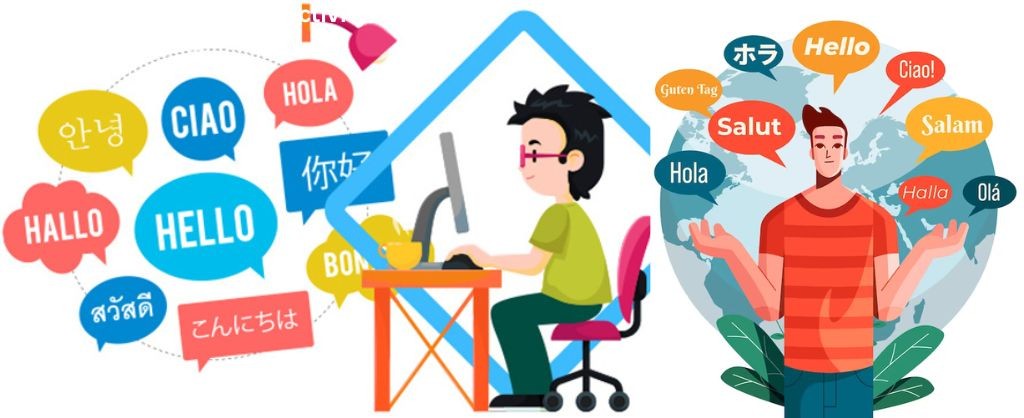 안녕
CIAO
HOLA
你好
HALLO
HELLO
BON
สวัสดี
こんにちは
ホラ
Hello
Ciao!
Guten Tag
Salut
Salam
Hola
Halla
Olá